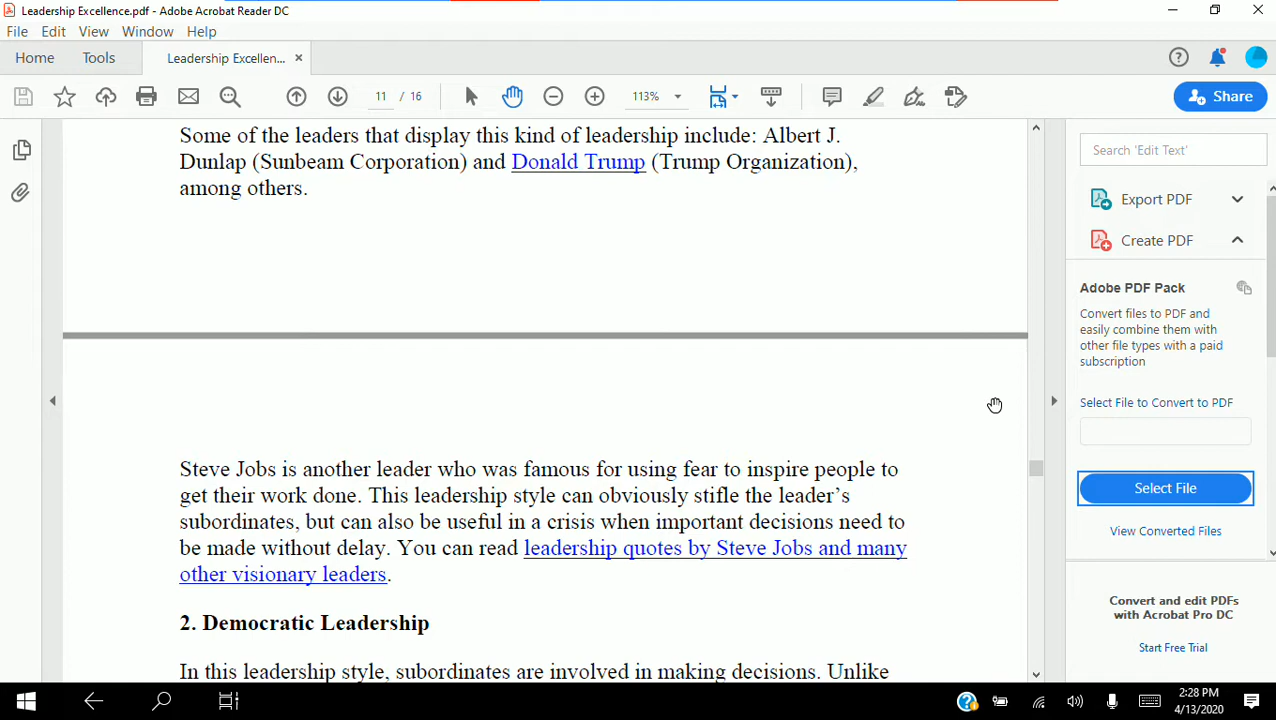 Leadership Excellence.pdf - Adobe Acrobat Reader DC
File Edit View Window Help
Home Tools Leadership Excellen... ×
11 / 16 113% Share
Some of the leaders that display this kind of leadership include: Albert J.
Dunlap (Sunbeam Corporation) and Donald Trump (Trump Organization),
among others.
Steve Jobs is another leader who was famous for using fear to inspire people to
get their work done. This leadership style can obviously stifle the leader’s
subordinates, but can also be useful in a crisis when important decisions need to
be made without delay. You can read leadership quotes by Steve Jobs and many
other visionary leaders.
2. Democratic Leadership
In this leadership style, subordinates are involved in making decisions. Unlike
Search 'Edit Text'
Export PDF
Create PDF
Adobe PDF Pack
Convert files to PDF and
easily combine them with
other file types with a paid
subscription
Select File to Convert to PDF
Select File
View Converted Files
Convert and edit PDFs
with Acrobat Pro DC
Start Free Trial
2:28 PM
4/13/2020